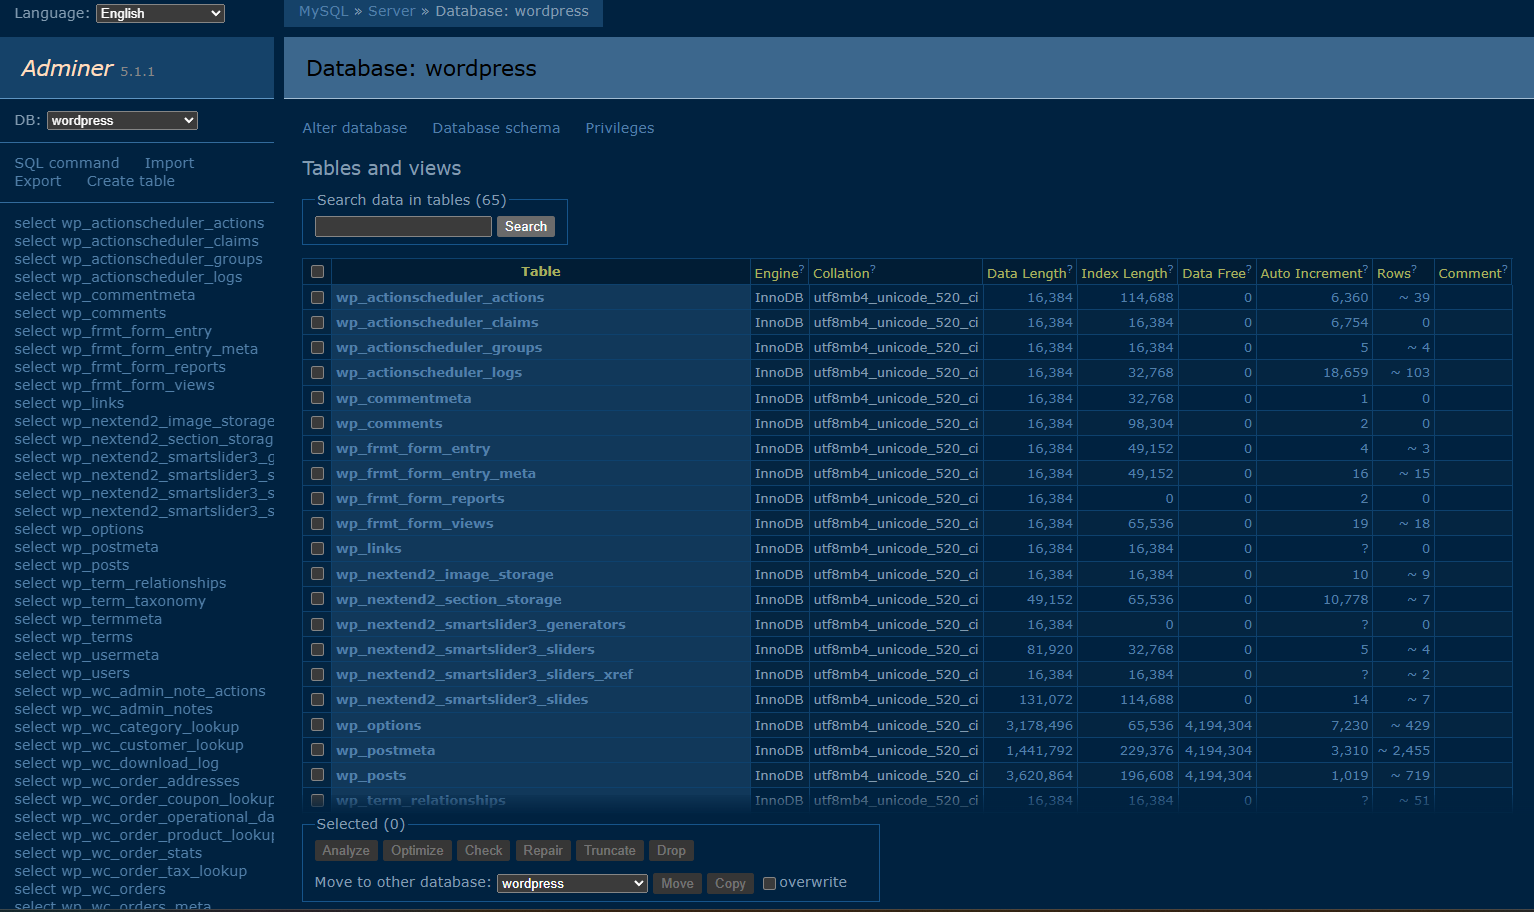 Language: English
MySQL » Server » Database: wordpress
Adminer 5.1.1
Database: wordpress
DB: wordpress
SQL command Import
Export Create table
select wp_actionscheduler_actions
select wp_actionscheduler_claims
select wp_actionscheduler_groups
select wp_actionscheduler_logs
select wp_commentmeta
select wp_comments
select wp_frmt_form_entry
select wp_frmt_form_entry_meta
select wp_frmt_form_reports
select wp_frmt_form_views
select wp_links
select wp_nextend2_image_storage
select wp_nextend2_section_storag
select wp_nextend2_smartslider3_g
select wp_nextend2_smartslider3_s
select wp_nextend2_smartslider3_s
select wp_nextend2_smartslider3_s
select wp_options
select wp_postmeta
select wp_posts
select wp_term_relationships
select wp_term_taxonomy
select wp_termmeta
select wp_terms
select wp_usermeta
select wp_users
select wp_wc_admin_note_actions
select wp_wc_admin_notes
select wp_wc_category_lookup
select wp_wc_customer_lookup
select wp_wc_download_log
select wp_wc_order_addresses
select wp_wc_order_coupon_lookup
select wp_wc_order_operational_da
select wp_wc_order_product_looku
select wp_wc_order_stats
select wp_wc_order_tax_lookup
select wp_wc_orders
select wp_wc_orders_meta
Alter database Database schema Privileges
Tables and views
Search data in tables (65)
Search
Table Engine? Collation? Data Length? Index Length? Data Free? Auto Increment? Rows? Comment?
wp_actionscheduler_actions InnoDB utf8mb4_unicode_520_ci 16,384 114,688 0 6,360 ~ 39
wp_actionscheduler_claims InnoDB utf8mb4_unicode_520_ci 16,384 16,384 0 6,754 0
wp_actionscheduler_groups InnoDB utf8mb4_unicode_520_ci 16,384 16,384 0 5 ~ 4
wp_actionscheduler_logs InnoDB utf8mb4_unicode_520_ci 16,384 32,768 0 18,659 ~ 103
wp_commentmeta InnoDB utf8mb4_unicode_520_ci 16,384 32,768 0 1 0
wp_comments InnoDB utf8mb4_unicode_520_ci 16,384 98,304 0 2 0
wp_frmt_form_entry InnoDB utf8mb4_unicode_520_ci 16,384 49,152 0 4 ~ 3
wp_frmt_form_entry_meta InnoDB utf8mb4_unicode_520_ci 16,384 49,152 0 16 ~ 15
wp_frmt_form_reports InnoDB utf8mb4_unicode_520_ci 16,384 0 0 2 0
wp_frmt_form_views InnoDB utf8mb4_unicode_520_ci 16,384 65,536 0 19 ~ 18
wp_links InnoDB utf8mb4_unicode_520_ci 16,384 16,384 0 ? 0
wp_nextend2_image_storage InnoDB utf8mb4_unicode_520_ci 16,384 16,384 0 10 ~ 9
wp_nextend2_section_storage InnoDB utf8mb4_unicode_520_ci 49,152 65,536 0 10,778 ~ 7
wp_nextend2_smartslider3_generators InnoDB utf8mb4_unicode_520_ci 16,384 0 0 ? 0
wp_nextend2_smartslider3_sliders InnoDB utf8mb4_unicode_520_ci 81,920 32,768 0 5 ~ 4
wp_nextend2_smartslider3_sliders_xref InnoDB utf8mb4_unicode_520_ci 16,384 16,384 0 ? ~ 2
wp_nextend2_smartslider3_slides InnoDB utf8mb4_unicode_520_ci 131,072 114,688 0 14 ~ 7
wp_options InnoDB utf8mb4_unicode_520_ci 3,178,496 65,536 4,194,304 7,230 ~ 429
wp_postmeta InnoDB utf8mb4_unicode_520_ci 1,441,792 229,376 4,194,304 3,310 ~ 2,455
wp_posts InnoDB utf8mb4_unicode_520_ci 3,620,864 196,608 4,194,304 1,019 ~ 719
wp_term_relationships InnoDB utf8mb4_unicode_520_ci 16,384 16,384 0 ? ~ 51
Selected (0)
Analyze Optimize Check Repair Truncate Drop
Move to other database: wordpress Move Copy overwrite